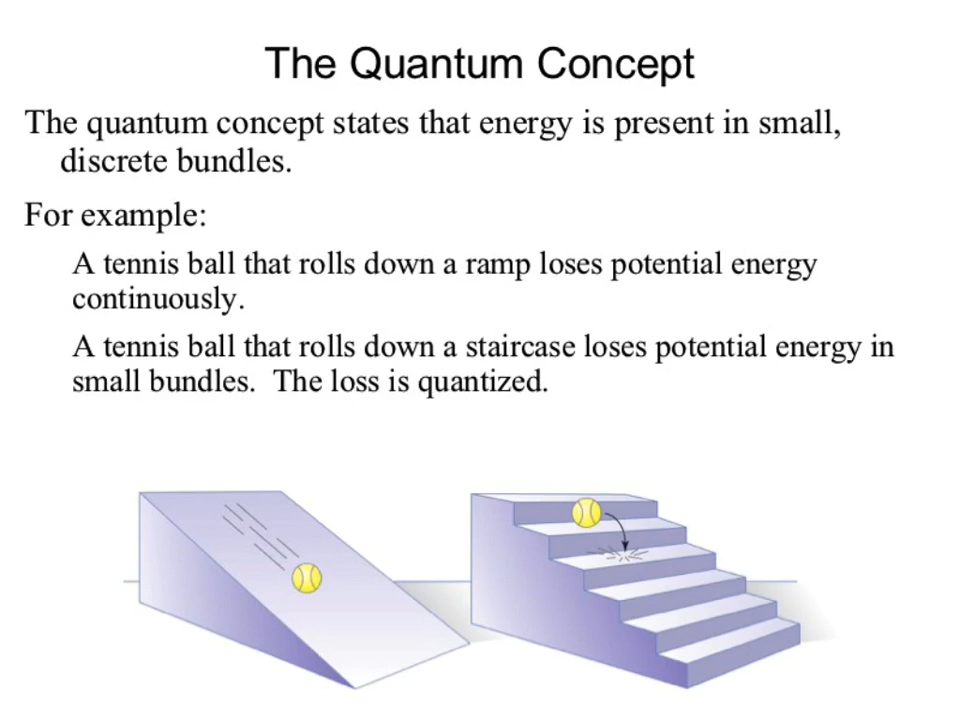 The Quantum Concept
The quantum concept states that energy is present in small,
discrete bundles.
For example:
A tennis ball that rolls down a ramp loses potential energy
continuously.
A tennis ball that rolls down a staircase loses potential energy in
small bundles.  The loss is quantized.